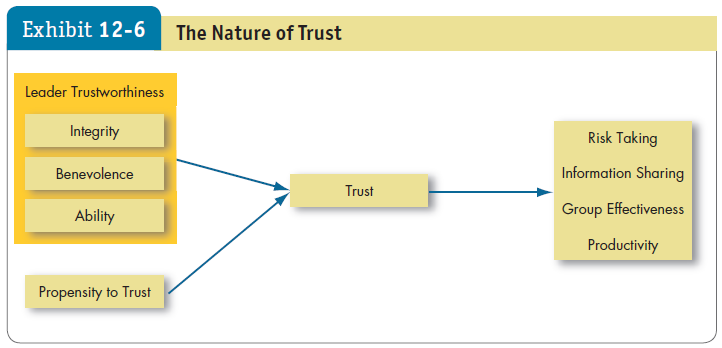 Exhibit 12-6
The Nature of Trust
Leader Trustworthiness
Integrity
Benevolence
Ability
Propensity to Trust
Trust
Risk Taking
Information Sharing
Group Effectiveness
Productivity